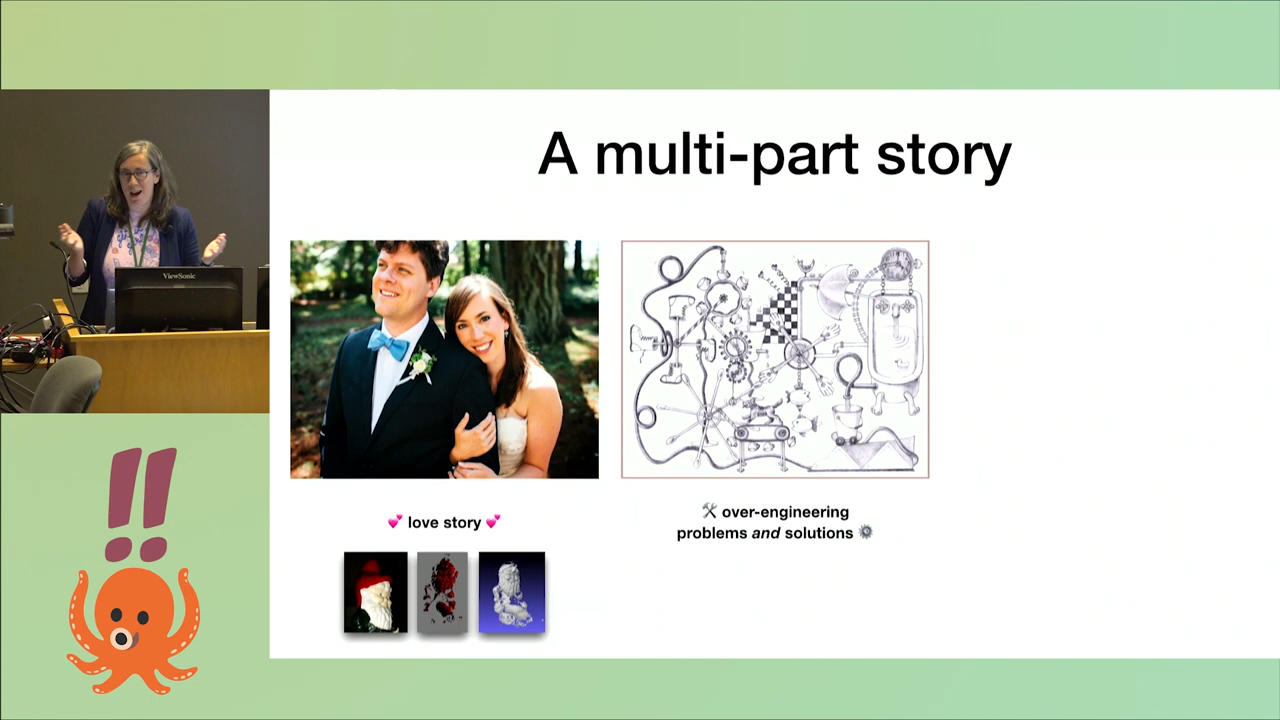 A multi-part story
ViewSonic
💕 love story 💕
🛠 over-engineering
problems and solutions ⚙
!!